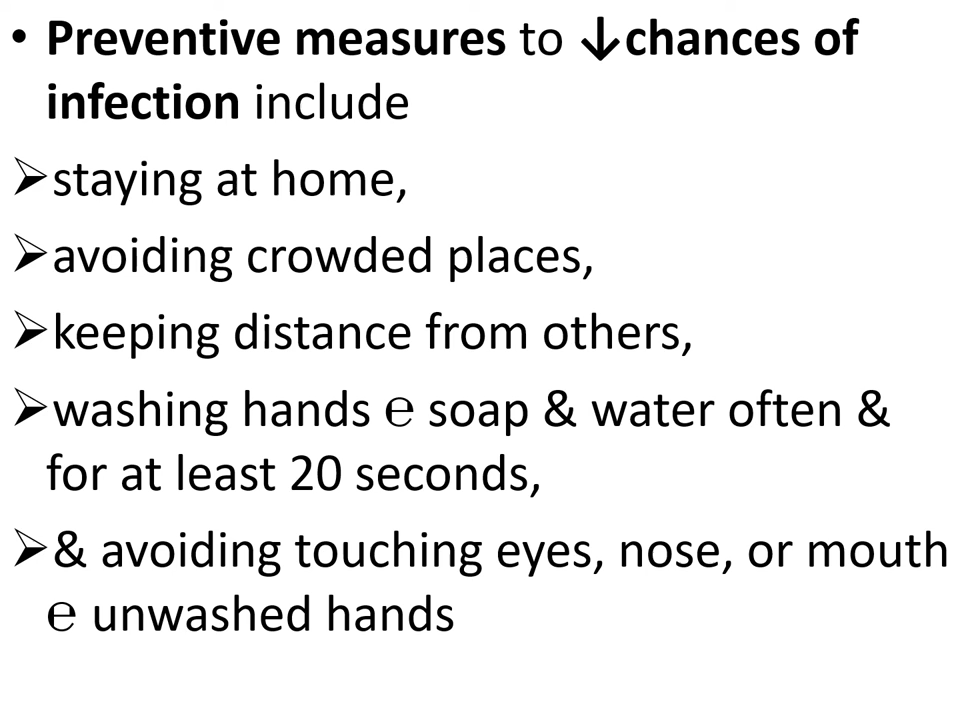 • Preventive measures to ↓chances of
infection include
➢staying at home,
➢avoiding crowded places,
➢keeping distance from others,
➢washing hands ℮ soap & water often &
for at least 20 seconds,
➢& avoiding touching eyes, nose, or mouth
℮ unwashed hands